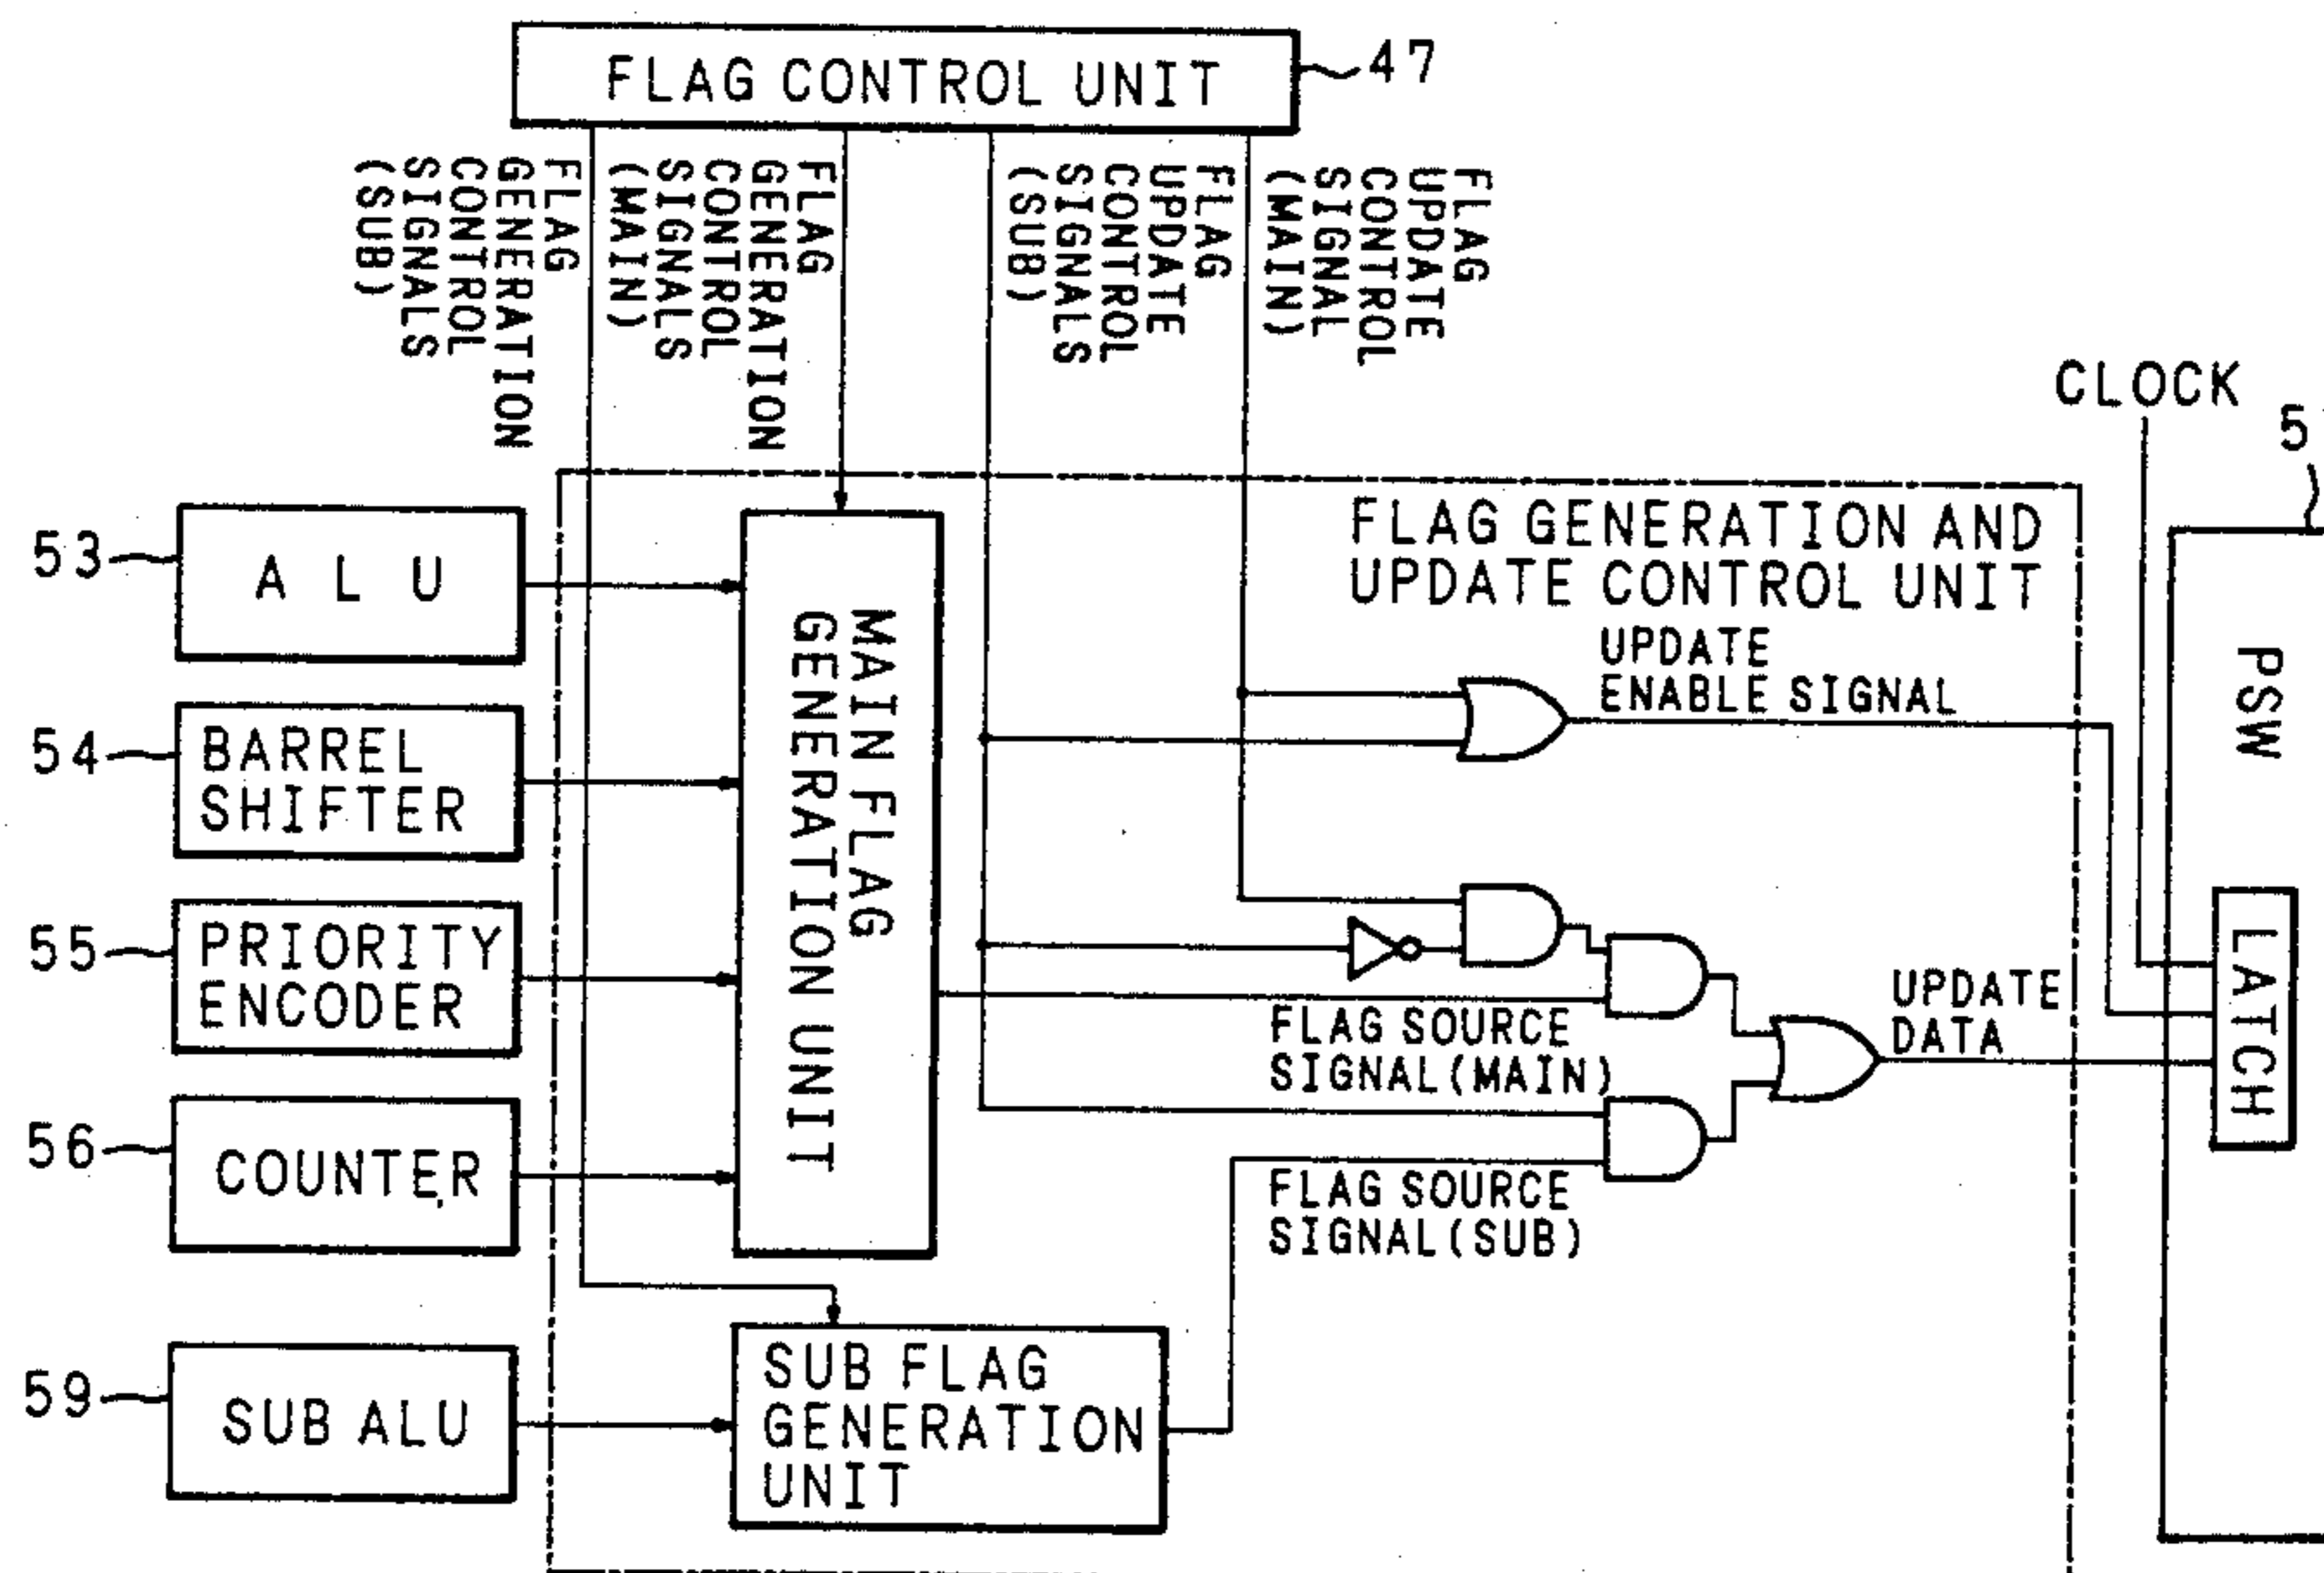 FLAG CONTROL UNIT
47
FLAG
GENERATION
CONTROL
SIGNALS
(SUB)
FLAG
GENERATION
CONTROL
SIGNALS
(MAIN)
FLAG
UPDATE
CONTROL
SIGNALS
(SUB)
FLAG
UPDATE
CONTROL
SIGNAL
(MAIN)
CLOCK
5
53
A L U
FLAG GENERATION AND
UPDATE CONTROL UNIT
MAIN FLAG
GENERATION UNIT
UPDATE
ENABLE SIGNAL
PSW
54
BARREL
SHIFTER
55
PRIORITY
ENCODER
FLAG SOURCE
SIGNAL(MAIN)
UPDATE
DATA
LATCH
56
COUNTER
FLAG SOURCE
SIGNAL(SUB)
59
SUB ALU
SUB FLAG
GENERATION
UNIT